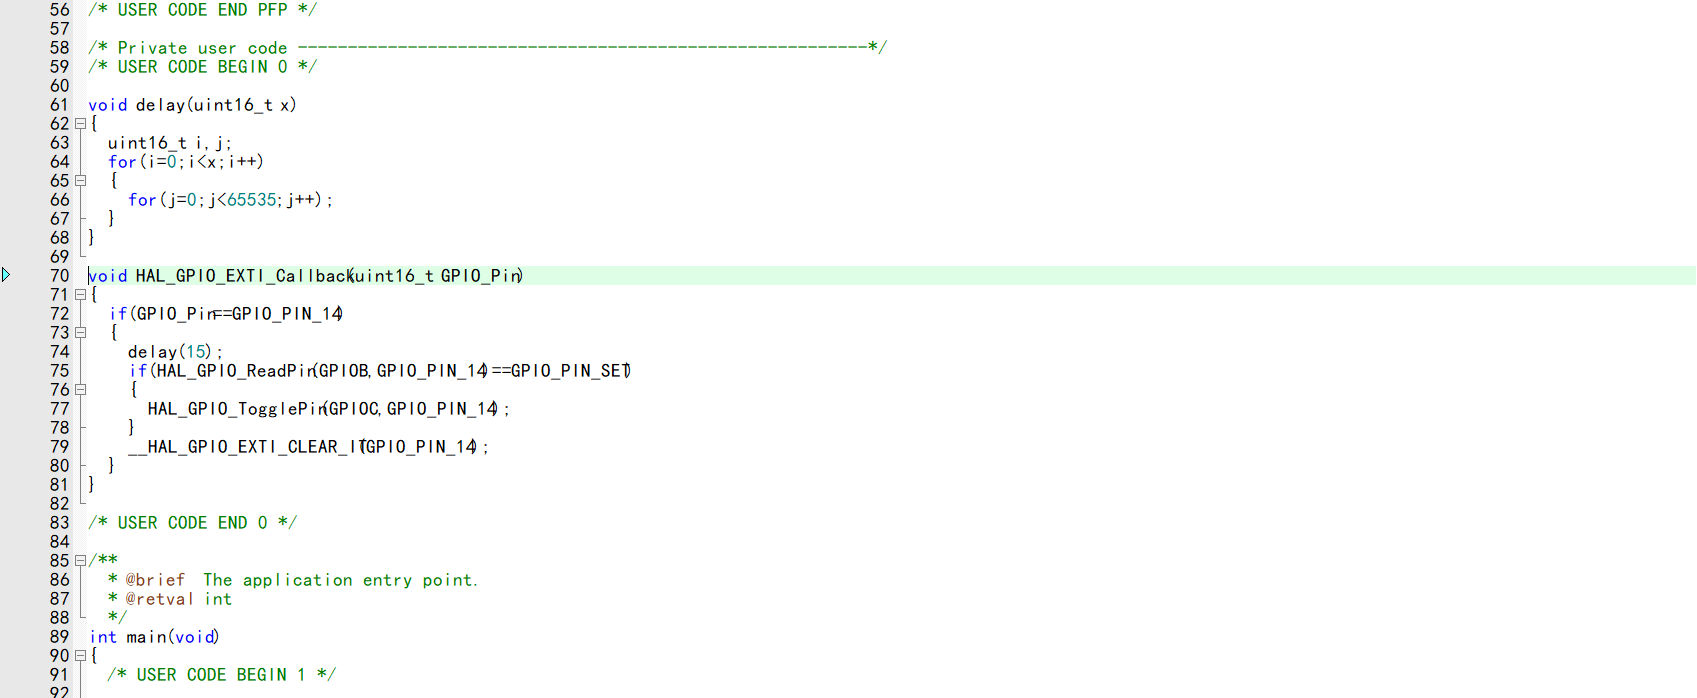 56 /* USER CODE END PFP */
57
58 /* Private user code ---------------------------------------------------------*/
59 /* USER CODE BEGIN 0 */
60
61 void delay(uint16_t x)
62 {
63   uint16_t i,j;
64   for(i=0;i<x;i++)
65   {
66     for(j=0;j<65535;j++);
67   }
68 }
69
70 void HAL_GPIO_EXTI_Callback(uint16_t GPIO_Pin)
71 {
72   if(GPIO_Pin==GPIO_PIN_14)
73   {
74     delay(15);
75     if(HAL_GPIO_ReadPin(GPIOB,GPIO_PIN_14)==GPIO_PIN_SET)
76     {
77       HAL_GPIO_TogglePin(GPIOC,GPIO_PIN_14);
78     }
79     __HAL_GPIO_EXTI_CLEAR_IT(GPIO_PIN_14);
80   }
81 }
82
83 /* USER CODE END 0 */
84
85 /**
86   * @brief  The application entry point.
87   * @retval int
88   */
89 int main(void)
90 {
91   /* USER CODE BEGIN 1 */
92